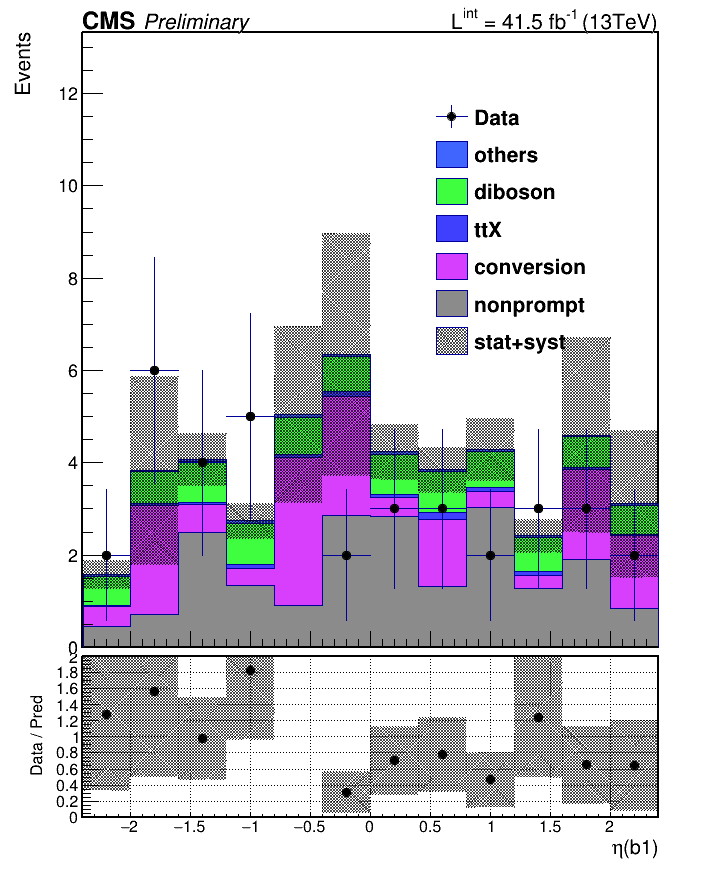 CMS Preliminary L^int = 41.5 fb^-1 (13TeV)
Events
12
10
8
6
4
2
0
Data
others
diboson
ttX
conversion
nonprompt
stat+syst
Data / Pred
2
1.8
1.6
1.4
1.2
1
0.8
0.6
0.4
0.2
0
−2 −1.5 −1 −0.5 0 0.5 1 1.5 2
η(b1)